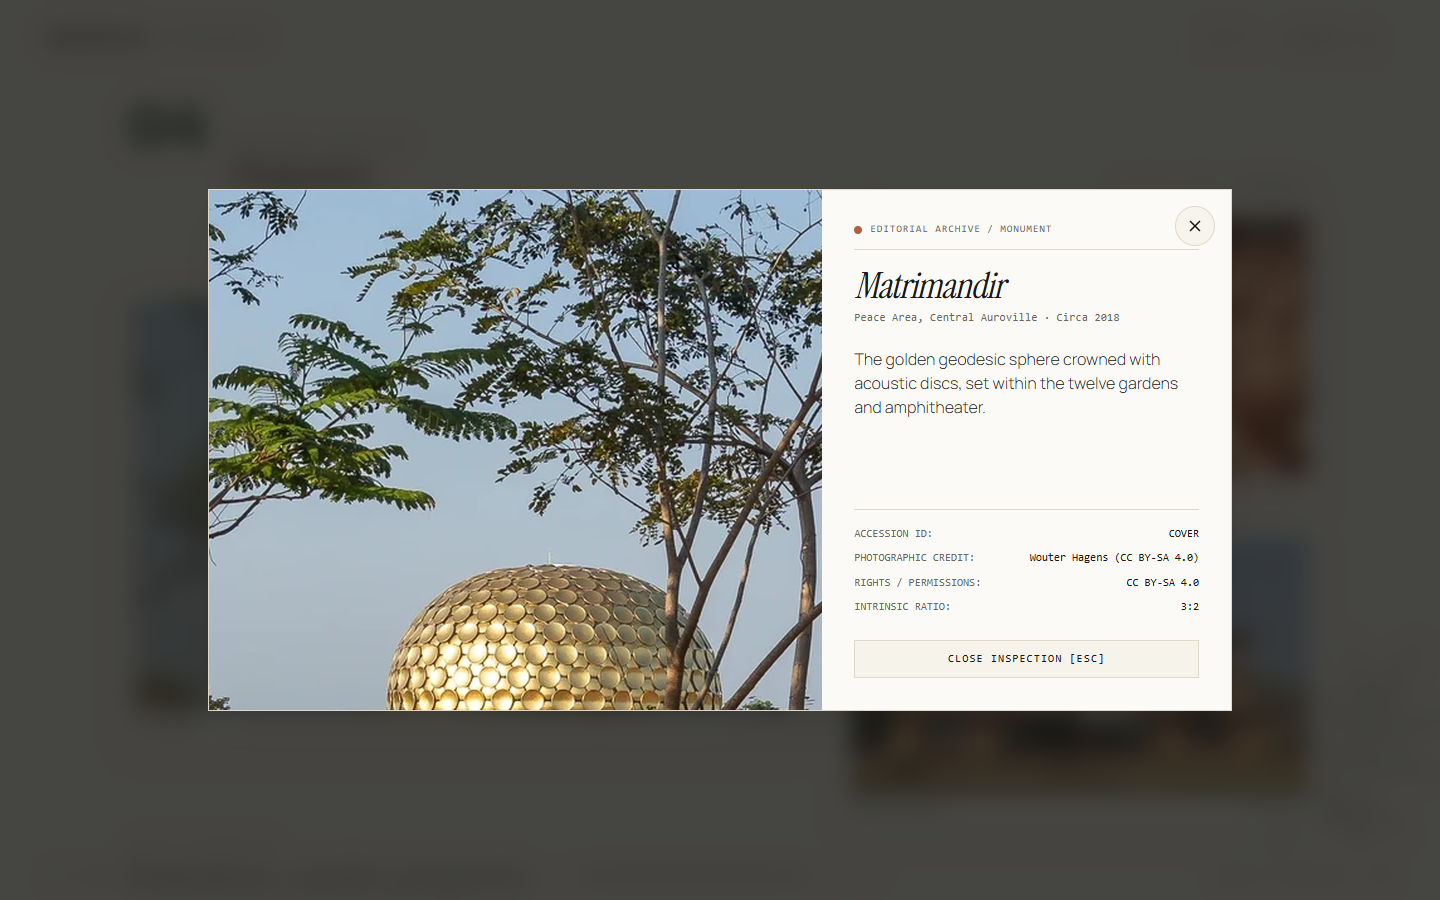 EDITORIAL ARCHIVE / MONUMENT
Matrimandir
Peace Area, Central Auroville · Circa 2018
The golden geodesic sphere crowned with
acoustic discs, set within the twelve gardens
and amphitheater.
ACCESSION ID: COVER
PHOTOGRAPHIC CREDIT: Wouter Hagens (CC BY-SA 4.0)
RIGHTS / PERMISSIONS: CC BY-SA 4.0
INTRINSIC RATIO: 3:2
CLOSE INSPECTION [ESC]